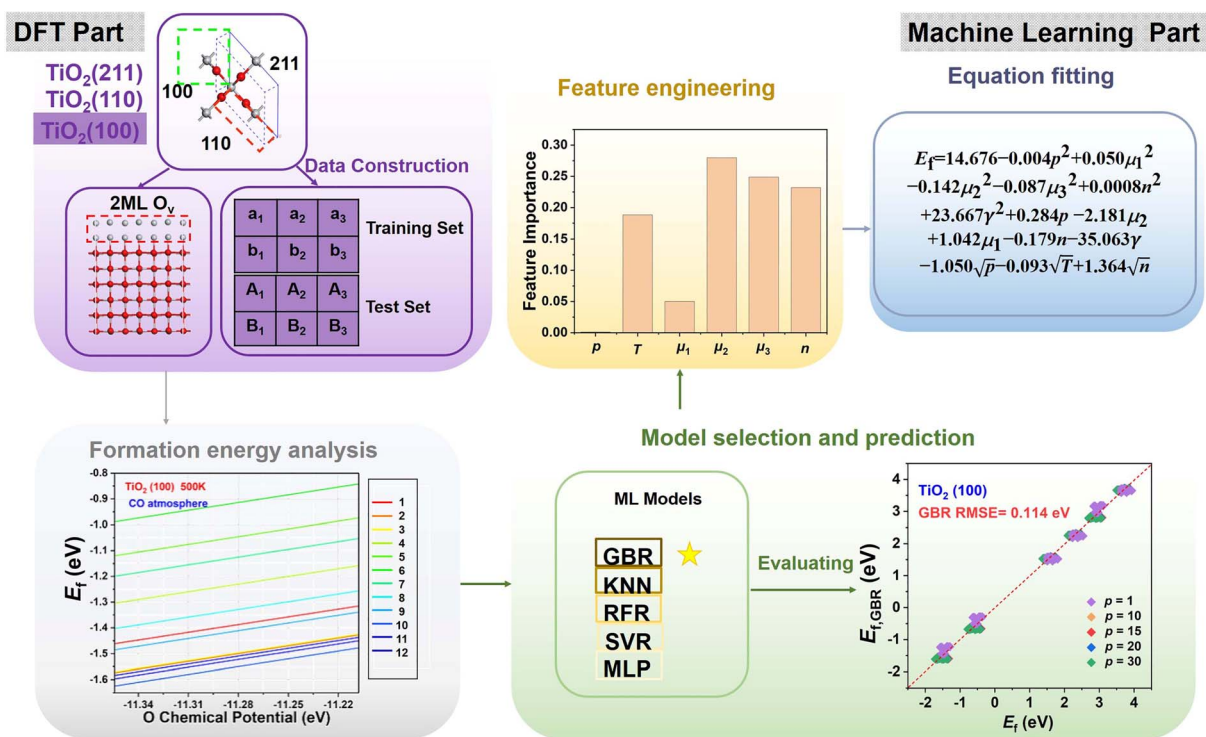 DFT Part
TiO₂(211)
TiO₂(110)
TiO₂(100)
100
211
110
Data Construction
2ML Oᵥ
a₁ a₂ a₃
b₁ b₂ b₃
A₁ A₂ A₃
B₁ B₂ B₃
Training Set
Test Set
Feature engineering
Feature Importance
0.30
0.25
0.20
0.15
0.10
0.05
0.00
p T μ₁ μ₂ μ₃ n
Machine Learning Part
Equation fitting
E_f=14.676−0.004p²+0.050μ₁²
−0.142μ₂²−0.087μ₃²+0.0008n²
+23.667γ²+0.284p −2.181μ₂
+1.042μ₁−0.179n−35.063γ
−1.050√p−0.093√T+1.364√n
Formation energy analysis
E_f (eV)
-0.8
-0.9
-1.0
-1.1
-1.2
-1.3
-1.4
-1.5
-1.6
TiO₂ (100) 500K
CO atmosphere
-11.34 -11.31 -11.28 -11.25 -11.22
O Chemical Potential (eV)
1
2
3
4
5
6
7
8
9
10
11
12
Model selection and prediction
ML Models
GBR
KNN
RFR
SVR
MLP
Evaluating
E_f,GBR (eV)
4
3
2
1
0
-1
-2
TiO₂ (100)
GBR RMSE= 0.114 eV
p = 1
p = 10
p = 15
p = 20
p = 30
-2 -1 0 1 2 3 4
E_f (eV)